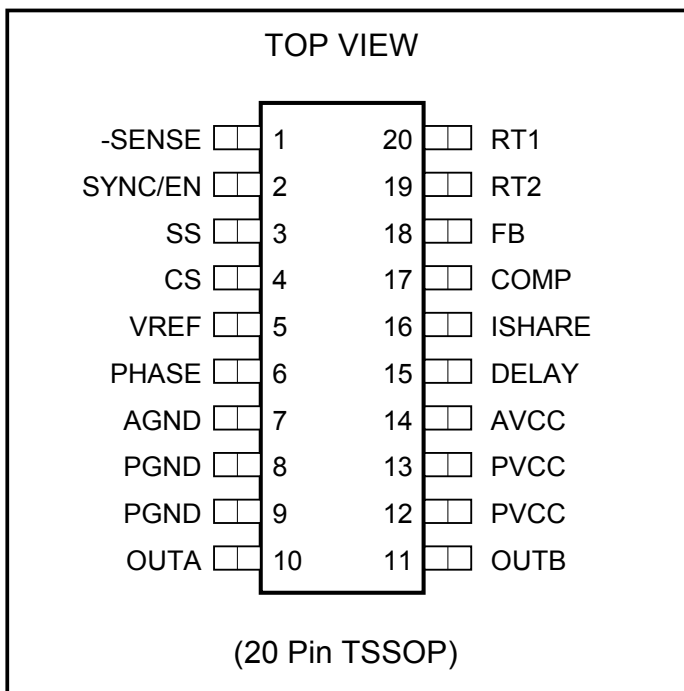 TOP VIEW
-SENSE 1 20 RT1
SYNC/EN 2 19 RT2
SS 3 18 FB
CS 4 17 COMP
VREF 5 16 ISHARE
PHASE 6 15 DELAY
AGND 7 14 AVCC
PGND 8 13 PVCC
PGND 9 12 PVCC
OUTA 10 11 OUTB
(20 Pin TSSOP)